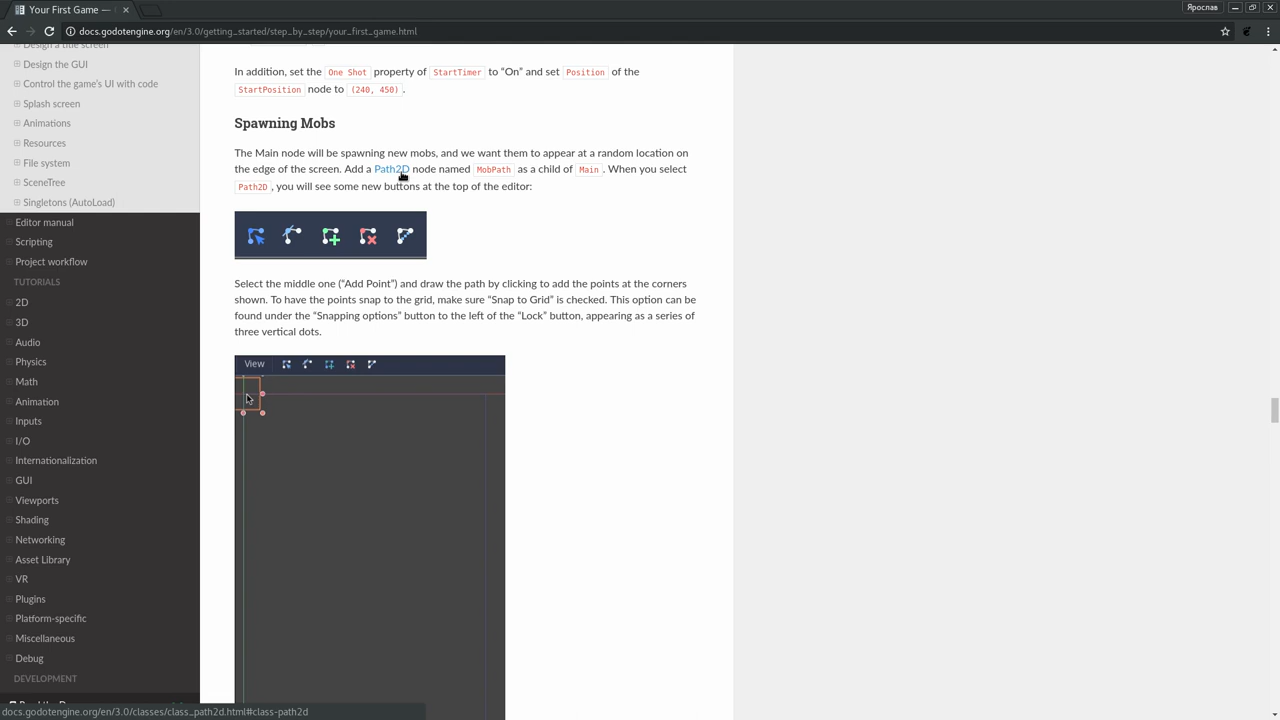 Your First Game —
Ярослав
docs.godotengine.org/en/3.0/getting_started/step_by_step/your_first_game.html
Design a title screen
Design the GUI
Control the game's UI with code
Splash screen
Animations
Resources
File system
SceneTree
Singletons (AutoLoad)
Editor manual
Scripting
Project workflow
TUTORIALS
2D
3D
Audio
Physics
Math
Animation
Inputs
I/O
Internationalization
GUI
Viewports
Shading
Networking
Asset Library
VR
Plugins
Platform-specific
Miscellaneous
Debug
DEVELOPMENT
In addition, set the One Shot property of StartTimer to “On” and set Position of the
StartPosition node to (240, 450).
Spawning Mobs
The Main node will be spawning new mobs, and we want them to appear at a random location on
the edge of the screen. Add a Path2D node named MobPath as a child of Main. When you select
Path2D, you will see some new buttons at the top of the editor:
Select the middle one (“Add Point”) and draw the path by clicking to add the points at the corners
shown. To have the points snap to the grid, make sure “Snap to Grid” is checked. This option can be
found under the “Snapping options” button to the left of the “Lock” button, appearing as a series of
three vertical dots.
View
docs.godotengine.org/en/3.0/classes/class_path2d.html#class-path2d